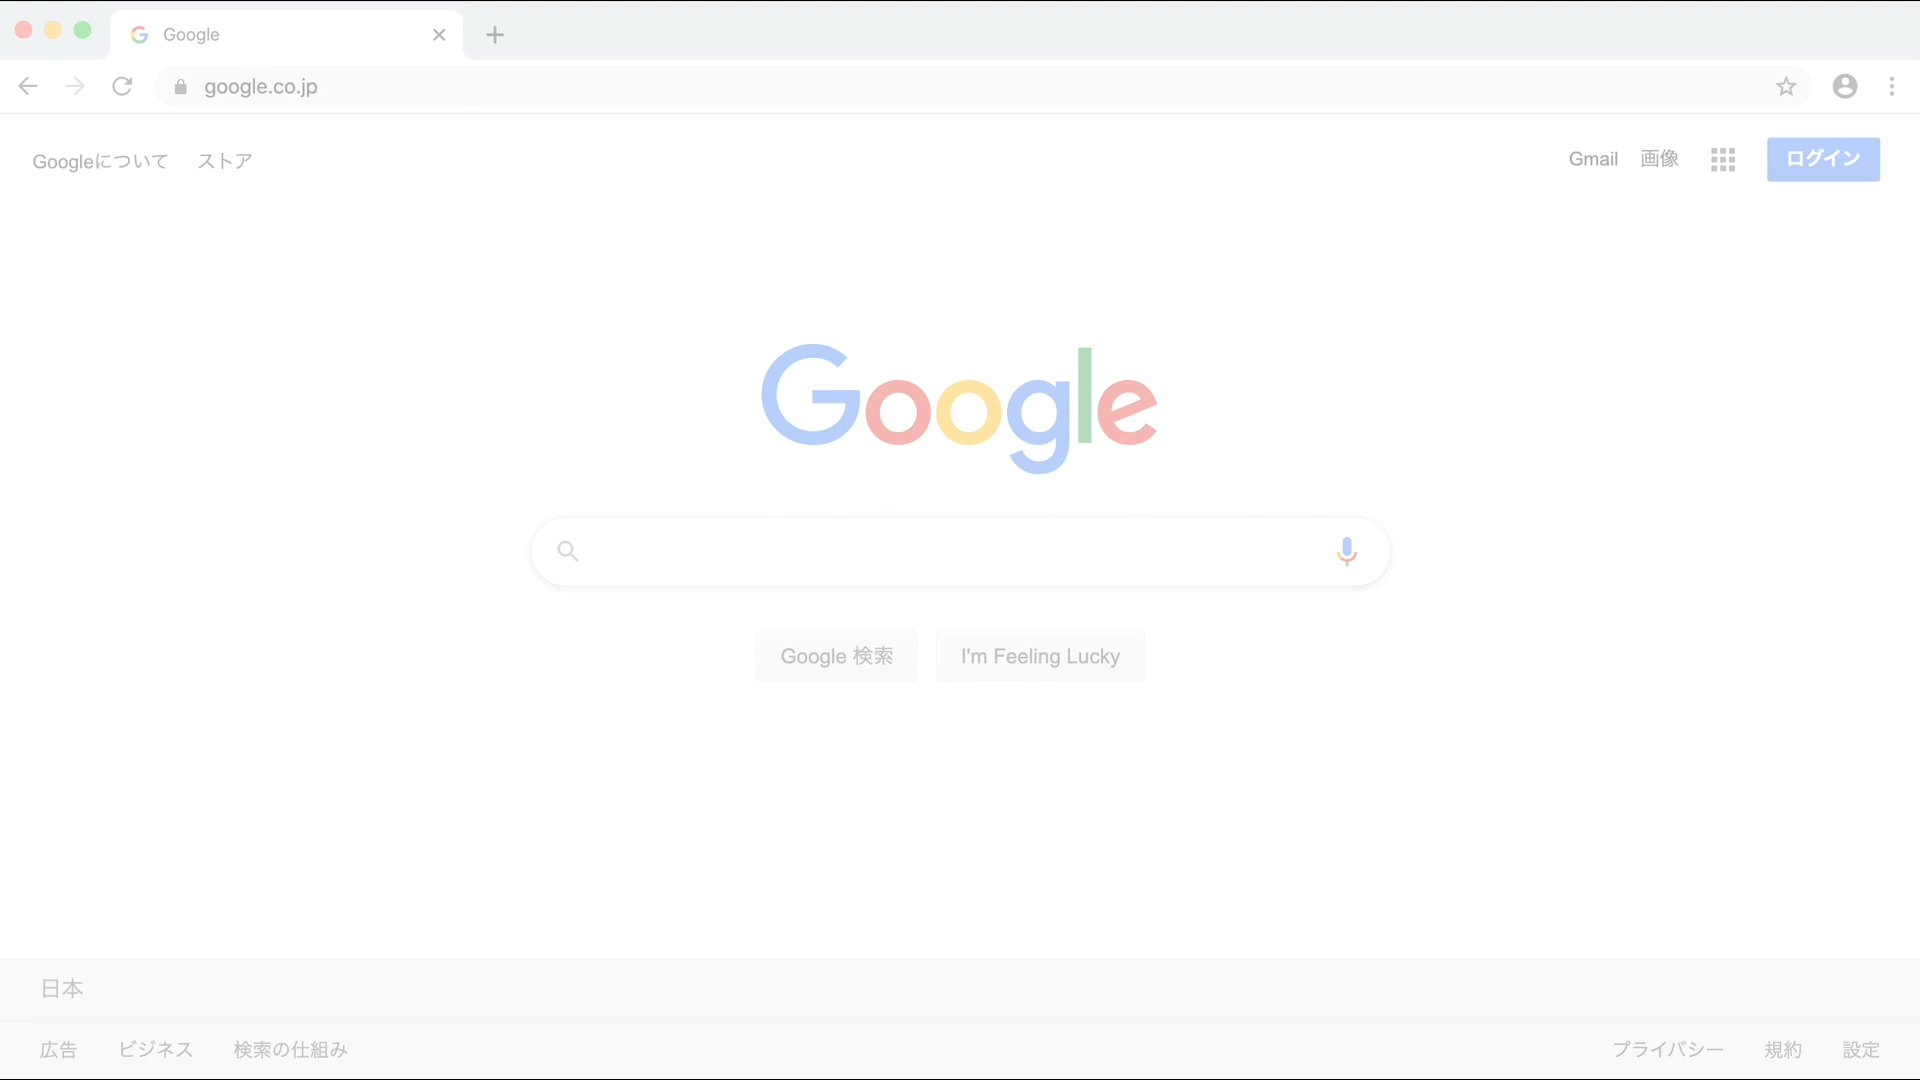 Google
google.co.jp
Googleについて ストア Gmail 画像 ログイン
Google
Google 検索 I'm Feeling Lucky
日本
広告 ビジネス 検索の仕組み プライバシー 規約 設定